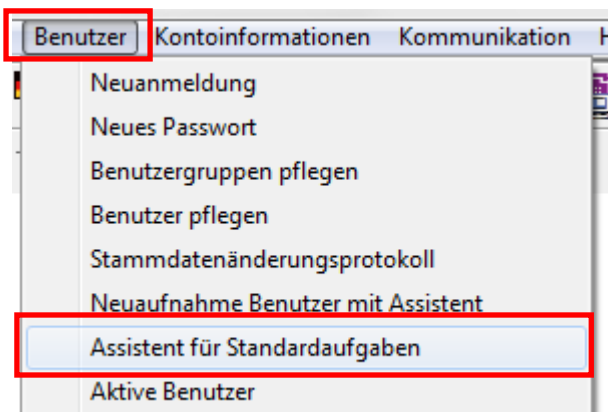 Benutzer Kontoinformationen Kommunikation
Neuanmeldung
Neues Passwort
Benutzergruppen pflegen
Benutzer pflegen
Stammdatenänderungsprotokoll
Neuaufnahme Benutzer mit Assistent
Assistent für Standardaufgaben
Aktive Benutzer